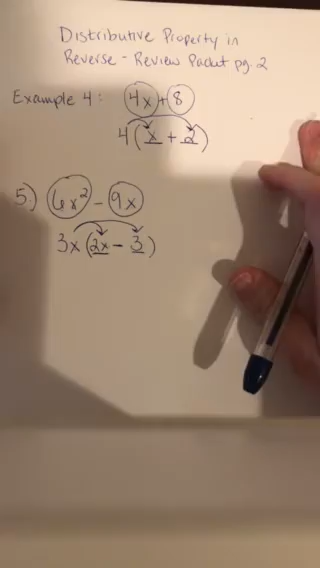 Distributive Property in
Reverse - Review Packet pg. 2
Example 4: 4x + 8
4(x + 2)
5.) 6x² - 9x
3x(2x - 3)